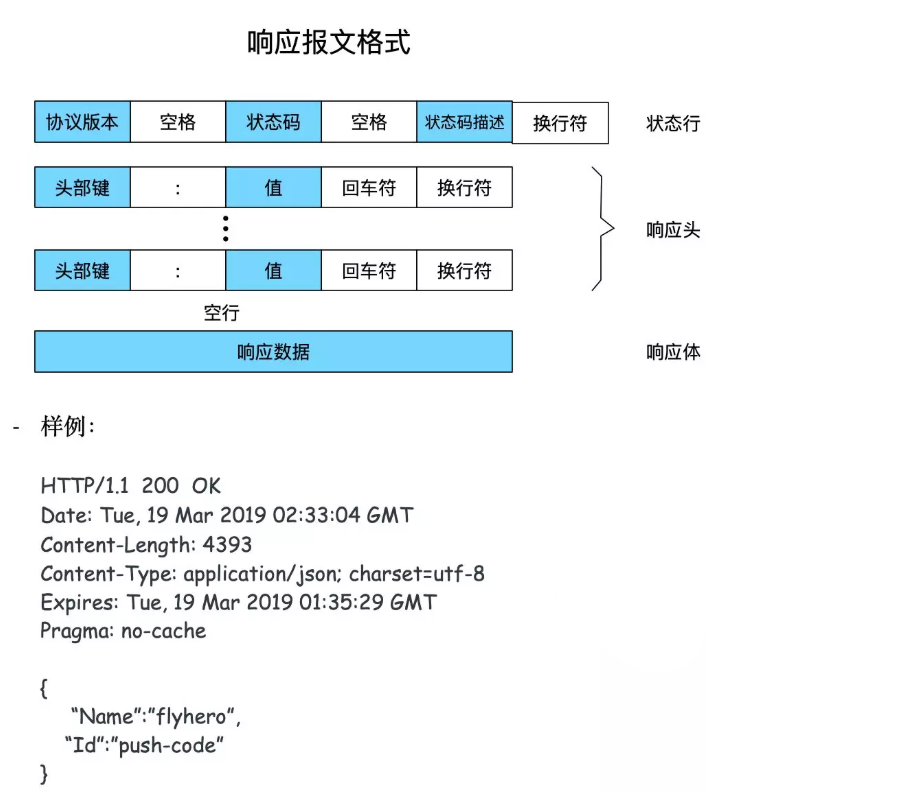 响应报文格式
协议版本 空格 状态码 空格 状态码描述 换行符 状态行
头部键 : 值 回车符 换行符
响应头
头部键 : 值 回车符 换行符
空行
响应数据 响应体
- 样例：
HTTP/1.1 200 OK
Date: Tue, 19 Mar 2019 02:33:04 GMT
Content-Length: 4393
Content-Type: application/json; charset=utf-8
Expires: Tue, 19 Mar 2019 01:35:29 GMT
Pragma: no-cache
{
“Name”:”flyhero”,
“Id”:”push-code”
}